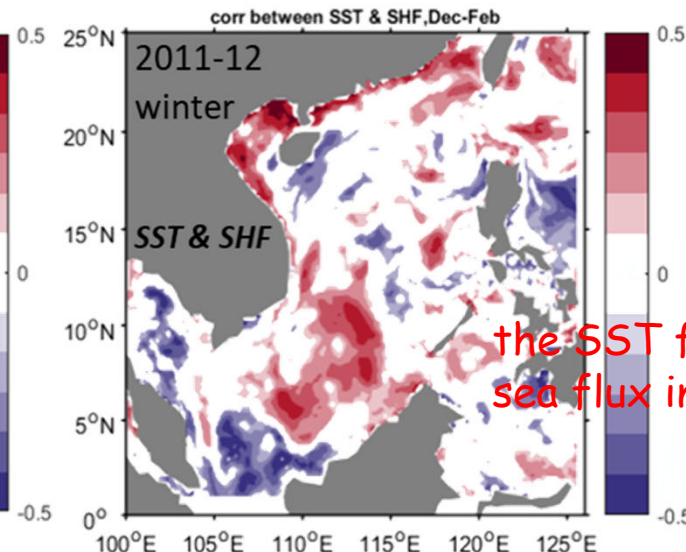 corr between SST & SHF,Dec-Feb
0.5
0
-0.5
25°N
20°N
15°N
10°N
5°N
0°
2011-12
winter
SST & SHF
the SST f
sea flux in
100°E 105°E 110°E 115°E 120°E 125°E
0.5
0
-0.5